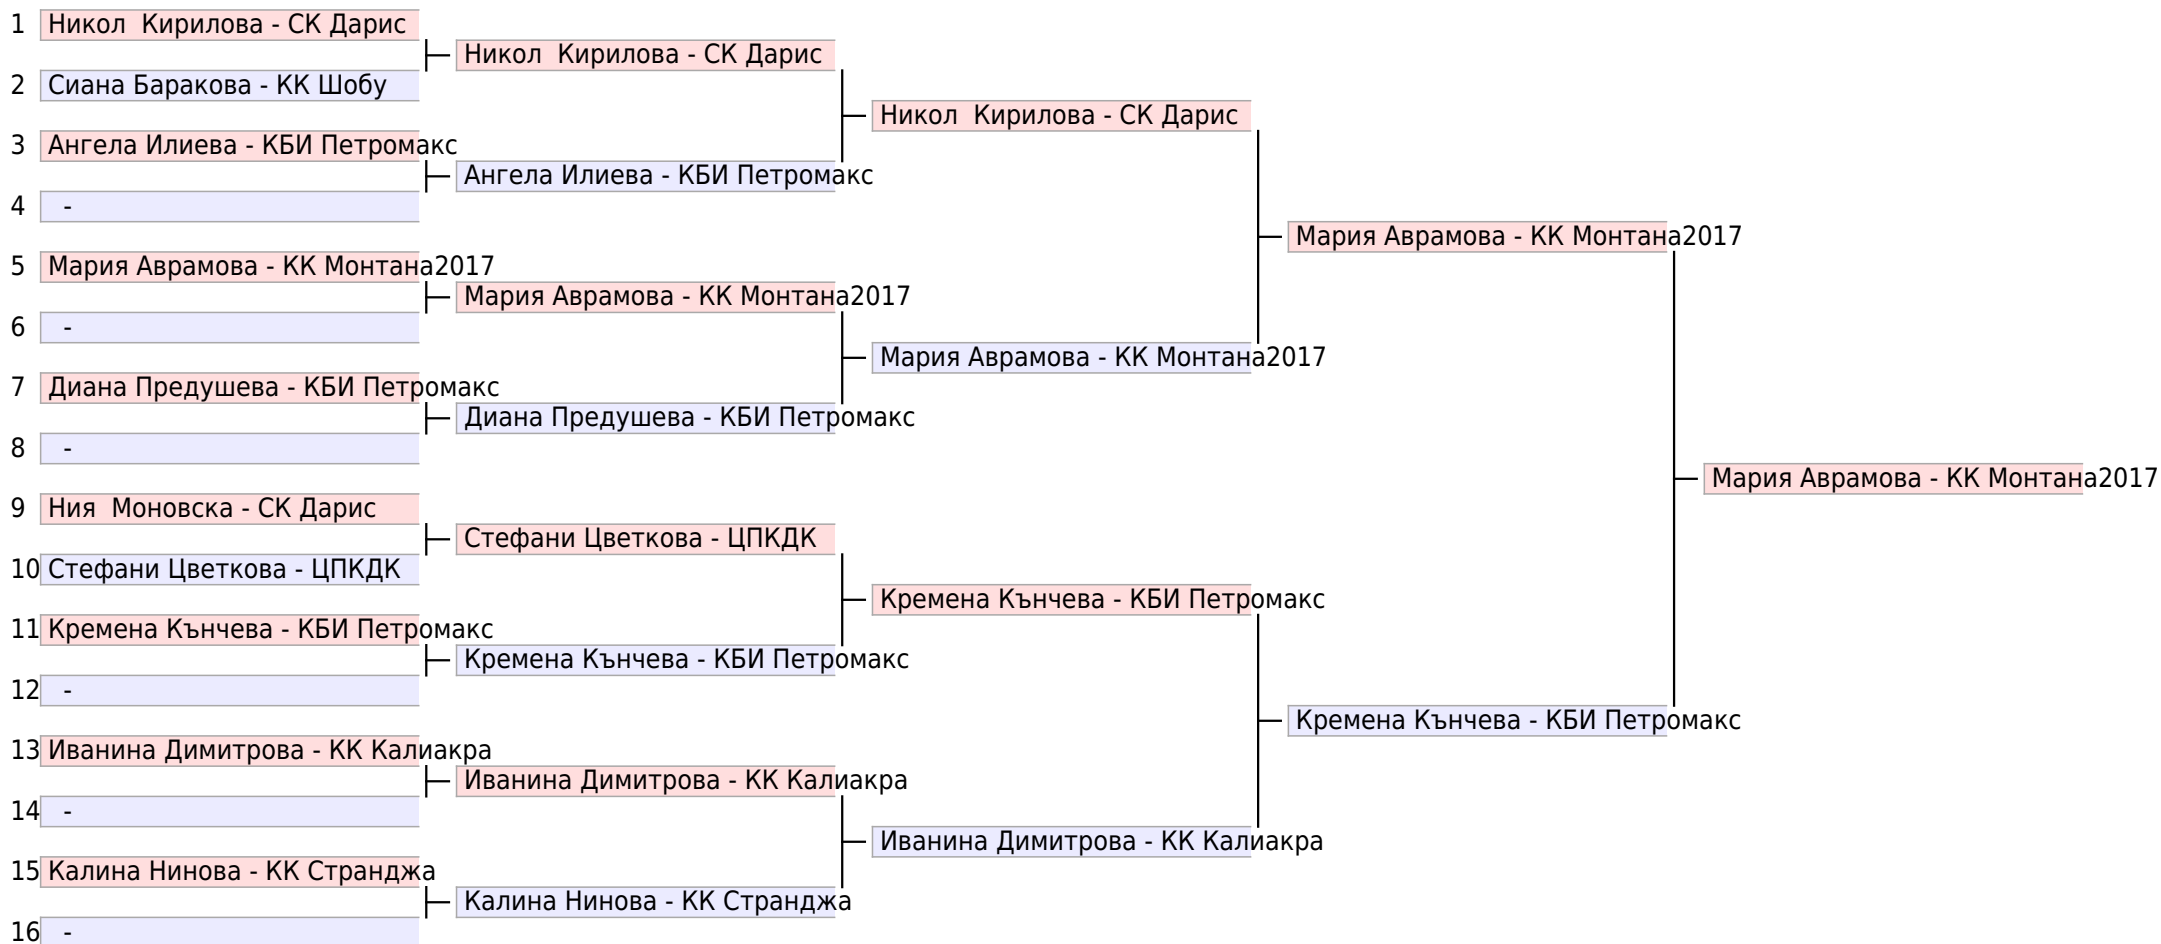 1 Никол  Кирилова - СК Дарис
Никол  Кирилова - СК Дарис
2 Сиана Баракова - КК Шобу
Никол  Кирилова - СК Дарис
3 Ангела Илиева - КБИ Петромакс
Ангела Илиева - КБИ Петромакс
4 -
Мария Аврамова - КК Монтана2017
5 Мария Аврамова - КК Монтана2017
Мария Аврамова - КК Монтана2017
6 -
Мария Аврамова - КК Монтана2017
7 Диана Предушева - КБИ Петромакс
Диана Предушева - КБИ Петромакс
8 -
Мария Аврамова - КК Монтана2017
9 Ния  Моновска - СК Дарис
Стефани Цветкова - ЦПКДК
10 Стефани Цветкова - ЦПКДК
Кремена Кънчева - КБИ Петромакс
11 Кремена Кънчева - КБИ Петромакс
Кремена Кънчева - КБИ Петромакс
12 -
Кремена Кънчева - КБИ Петромакс
13 Иванина Димитрова - КК Калиакра
Иванина Димитрова - КК Калиакра
14 -
Иванина Димитрова - КК Калиакра
15 Калина Нинова - КК Странджа
Калина Нинова - КК Странджа
16 -